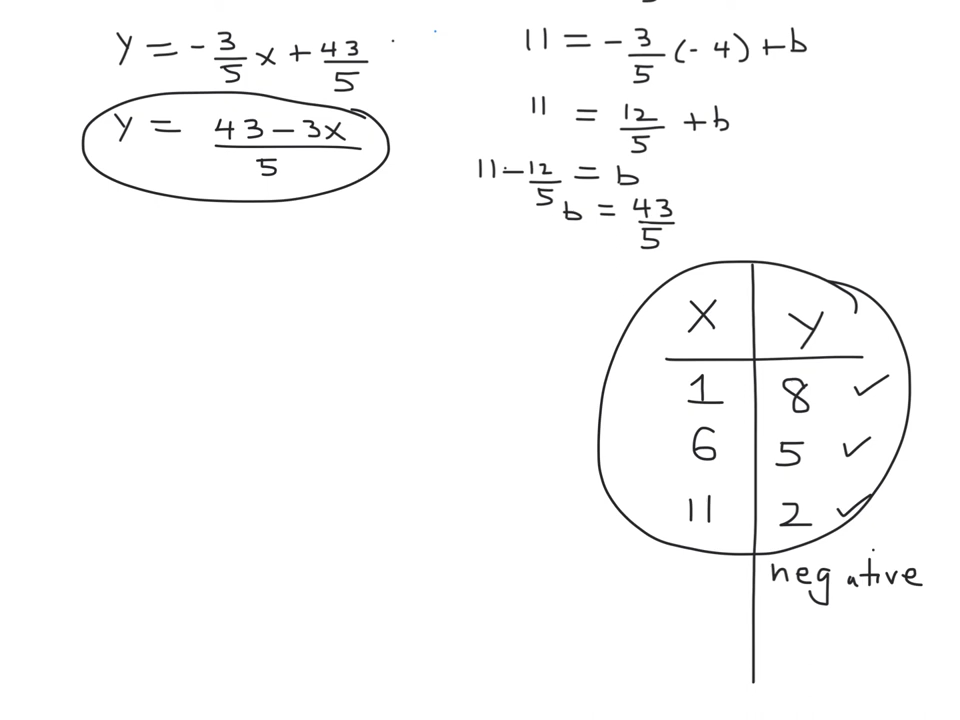 y = -3/5 x + 43/5
y = (43 - 3x)/5
11 = -3/5 (-4) + b
11 = 12/5 + b
11 - 12/5 = b
b = 43/5
x y
1 8 ✓
6 5 ✓
11 2 ✓
negative